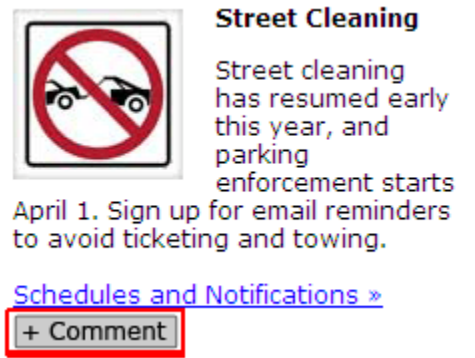 Street Cleaning
Street cleaning
has resumed early
this year, and
parking
enforcement starts
April 1. Sign up for email reminders
to avoid ticketing and towing.
Schedules and Notifications »
+ Comment